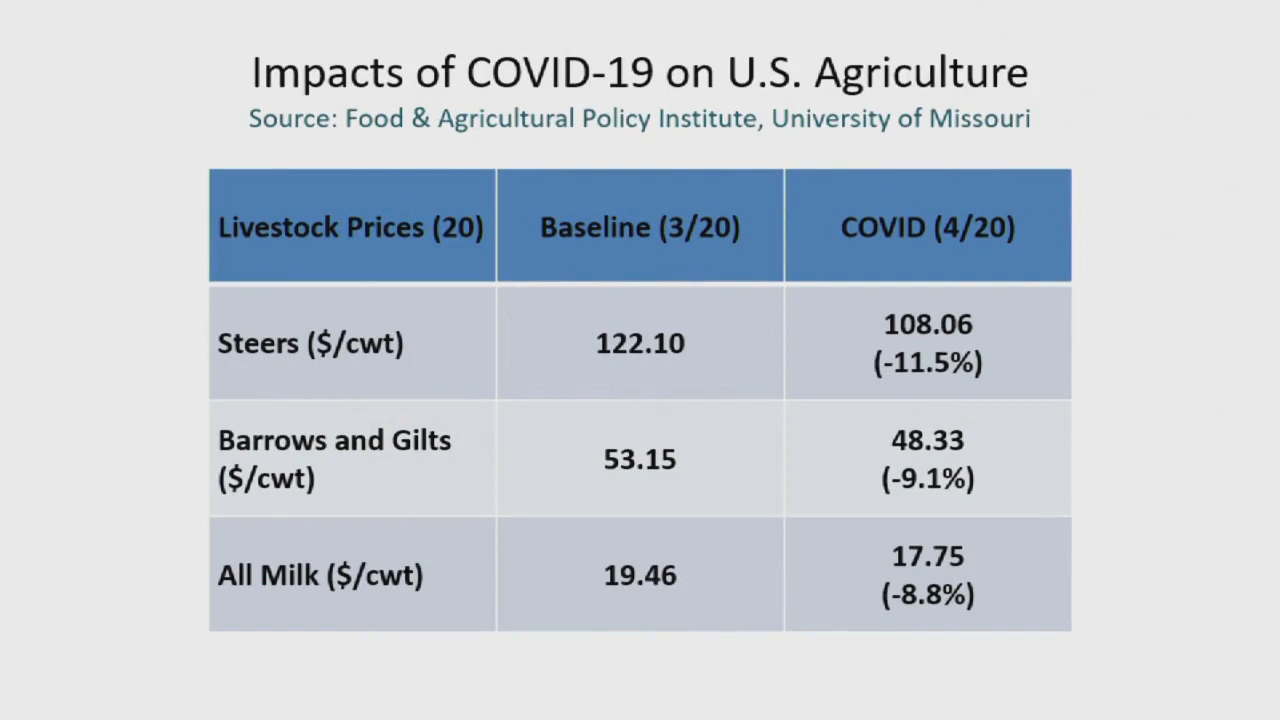 Impacts of COVID-19 on U.S. Agriculture
Source: Food & Agricultural Policy Institute, University of Missouri
Livestock Prices (20) Baseline (3/20) COVID (4/20)
Steers ($/cwt) 122.10 108.06
(-11.5%)
Barrows and Gilts
($/cwt) 53.15 48.33
(-9.1%)
All Milk ($/cwt) 19.46 17.75
(-8.8%)